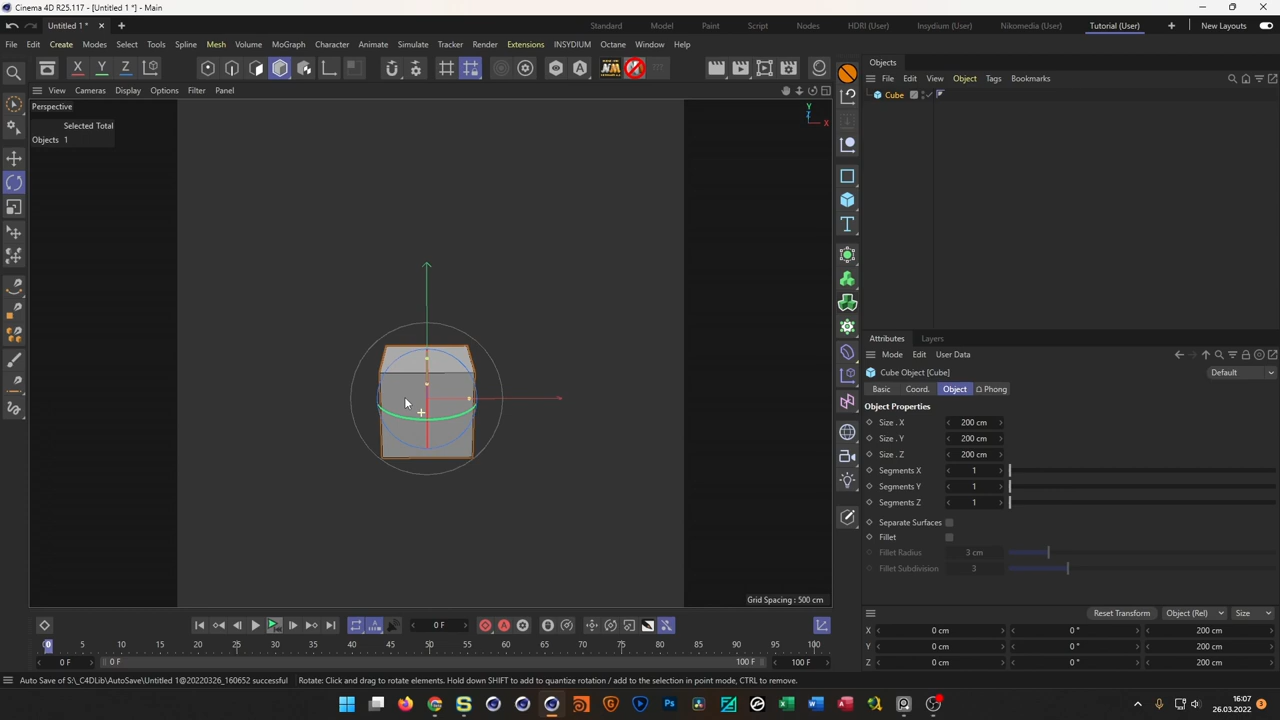 Cinema 4D R25.117 - [Untitled 1 *] - Main
Untitled 1 *
Standard Model Paint Script Nodes HDRI (User) Insydium (User) Nikomedia (User) Tutorial (User) New Layouts
File Edit Create Modes Select Tools Spline Mesh Volume MoGraph Character Animate Simulate Tracker Render Extensions INSYDIUM Octane Window Help
X Y Z NM
Objects
View Cameras Display Options Filter Panel
File Edit View Object Tags Bookmarks
Cube
Perspective
Y
Z
X
Selected Total
Objects 1
Attributes Layers
Mode Edit User Data
Cube Object [Cube]
Default
Basic Coord. Object Phong
Object Properties
Size . X 200 cm
Size . Y 200 cm
Size . Z 200 cm
Segments X 1
Segments Y 1
Segments Z 1
Separate Surfaces
Fillet
Fillet Radius 3 cm
Fillet Subdivision 3
Grid Spacing : 500 cm
Reset Transform Object (Rel) Size
0 F
X 0 cm 0 ° 200 cm
Y 0 cm 0 ° 200 cm
Z 0 cm 0 ° 200 cm
0 5 10 15 20 25 30 35 40 45 50 55 60 65 70 75 80 85 90 95 100
0 F 0 F 100 F 100 F
Auto Save of S:\_C4DLib\AutoSave\Untitled 1@20220326_160652 successful
Rotate: Click and drag to rotate elements. Hold down SHIFT to add to quantize rotation / add to the selection in point mode, CTRL to remove.
16:07
26.03.2022